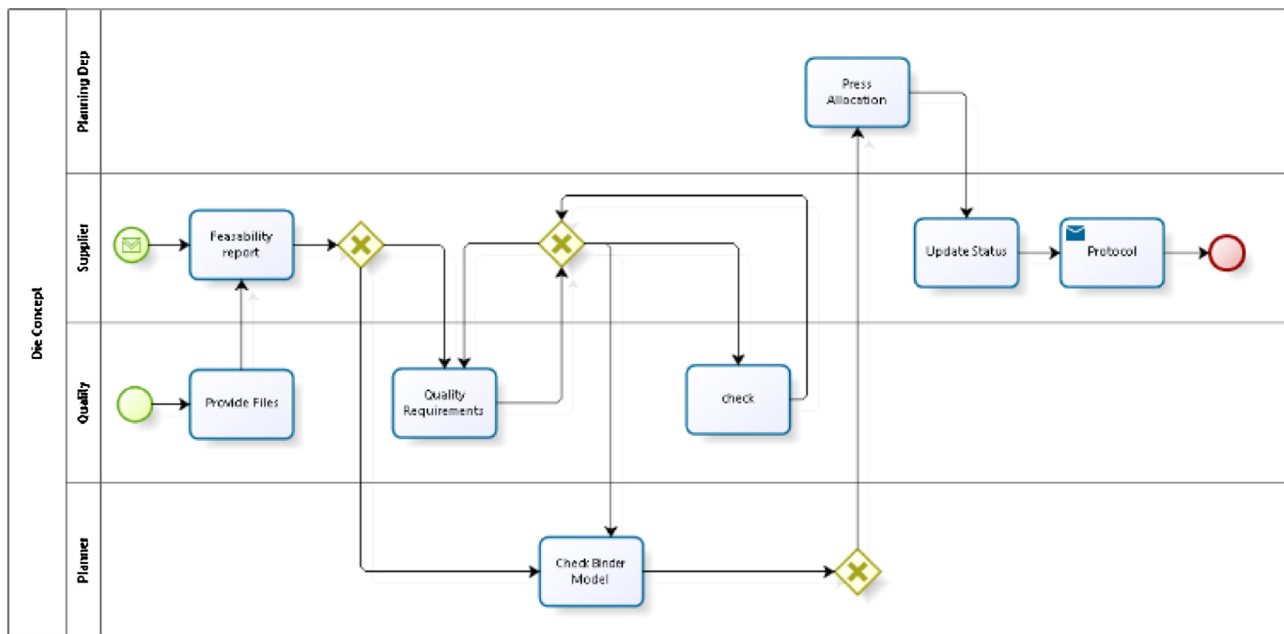 Die Concept
Planning Dep
Press
Allocation
Supplier
Feasability
report
Update Status
Protocol
Quality
Provide Files
Quality
Requirements
check
Planner
Check Binder
Model